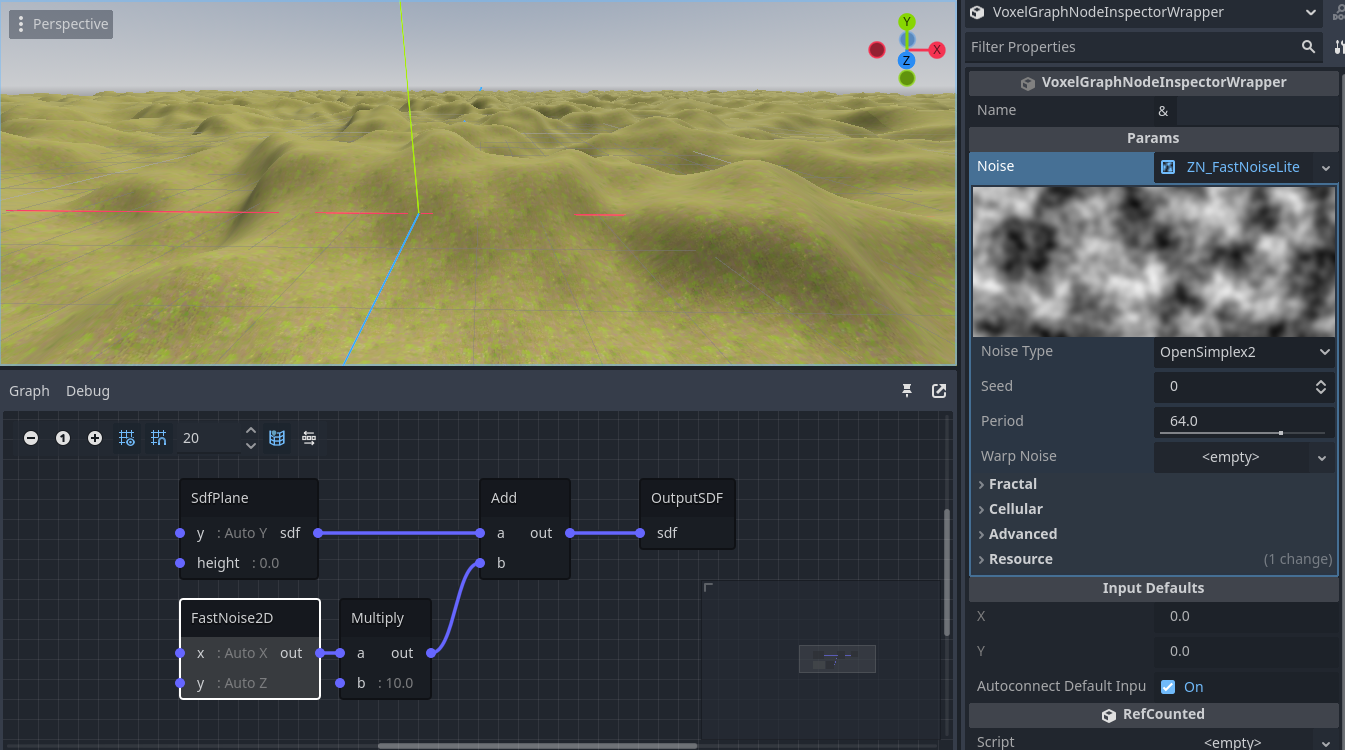 Perspective
Y
X
Z
Graph Debug
20
SdfPlane
y : Auto Y sdf
height : 0.0
FastNoise2D
x : Auto X out
y : Auto Z
Multiply
a out
b : 10.0
Add
a out
b
OutputSDF
sdf
VoxelGraphNodeInspectorWrapper
Filter Properties
VoxelGraphNodeInspectorWrapper
Name &
Params
Noise ZN_FastNoiseLite
Noise Type OpenSimplex2
Seed 0
Period 64.0
Warp Noise <empty>
Fractal
Cellular
Advanced
Resource (1 change)
Input Defaults
X 0.0
Y 0.0
Autoconnect Default Inpu On
RefCounted
Script <empty>